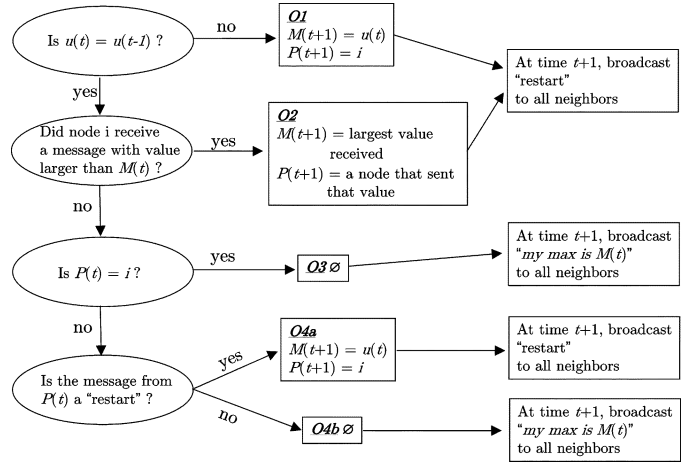 Is u(t) = u(t-1) ?
no
O1
M(t+1) = u(t)
P(t+1) = i
At time t+1, broadcast
“restart”
to all neighbors
yes
Did node i receive
a message with value
larger than M(t) ?
yes
O2
M(t+1) = largest value
received
P(t+1) = a node that sent
that value
no
Is P(t) = i ?
yes
O3 ∅
At time t+1, broadcast
“my max is M(t)”
to all neighbors
no
Is the message from
P(t) a “restart” ?
yes
O4a
M(t+1) = u(t)
P(t+1) = i
At time t+1, broadcast
“restart”
to all neighbors
no
O4b ∅
At time t+1, broadcast
“my max is M(t)”
to all neighbors